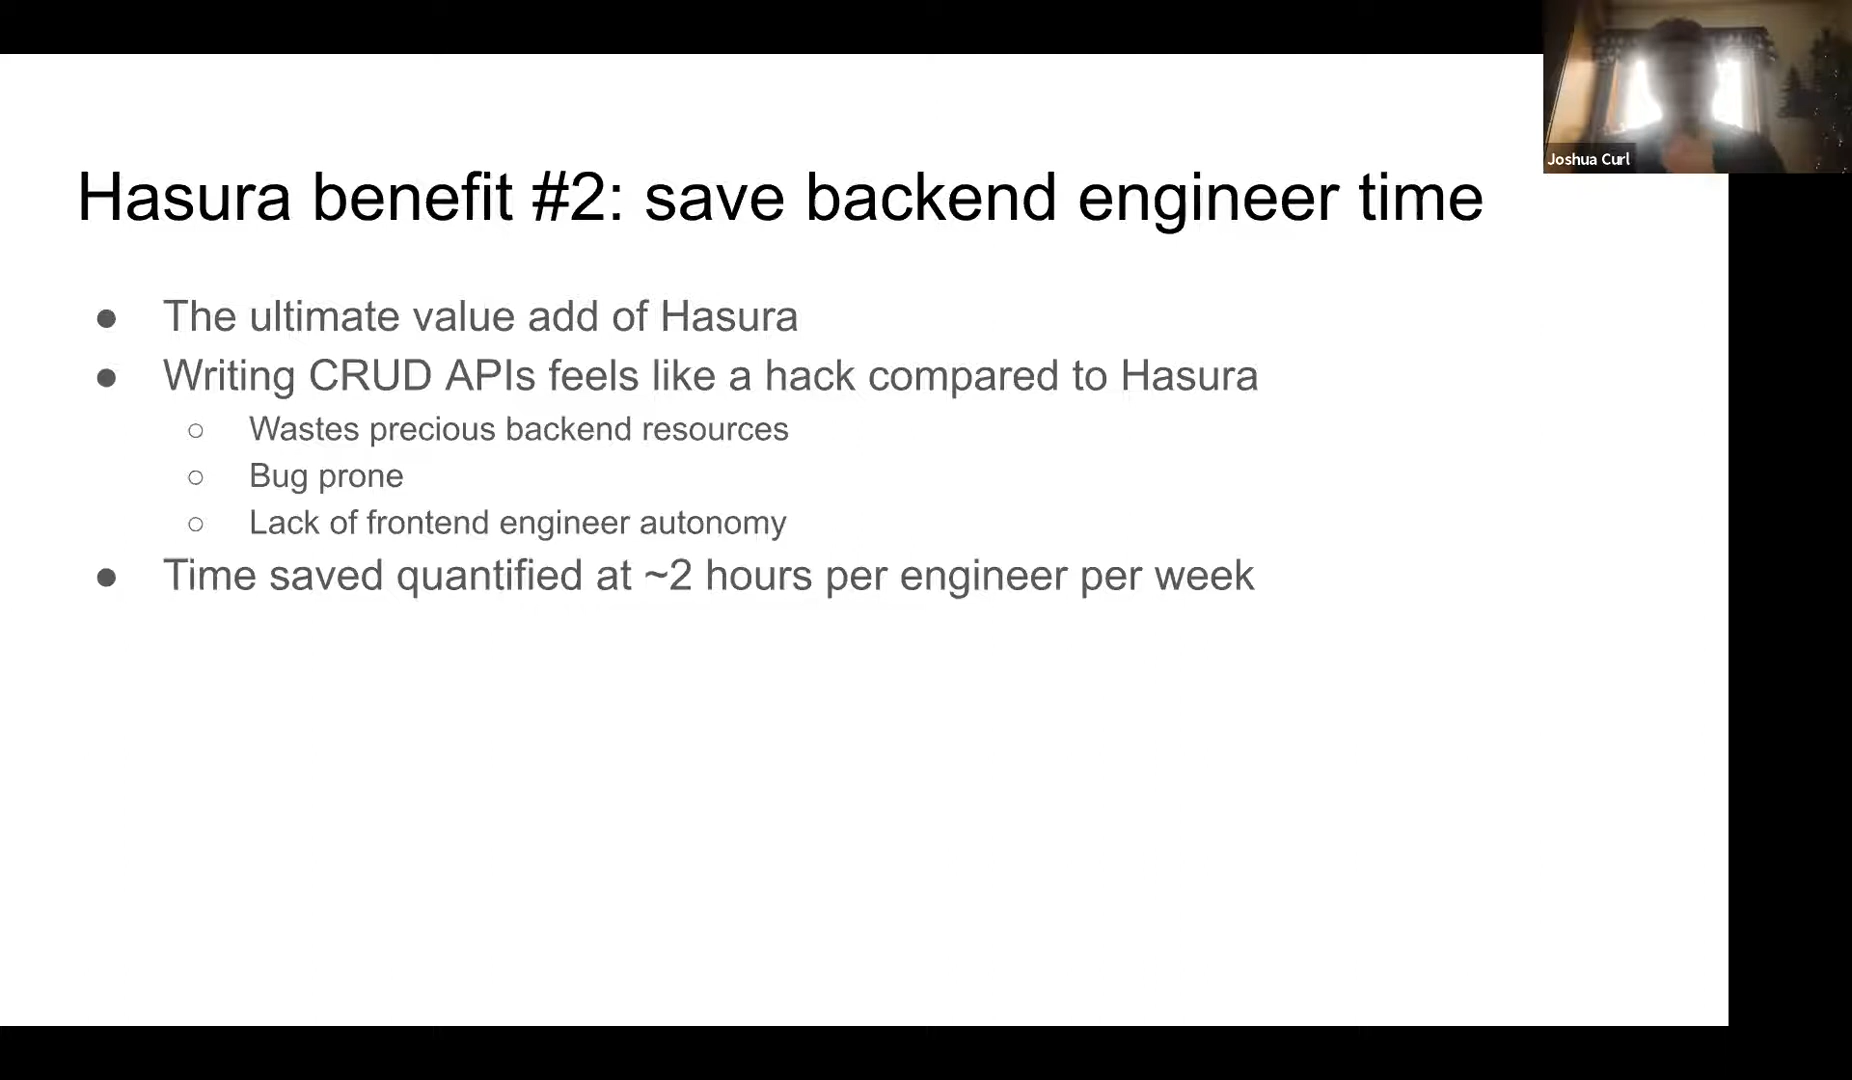 Joshua Curl
Hasura benefit #2: save backend engineer time
● The ultimate value add of Hasura
● Writing CRUD APIs feels like a hack compared to Hasura
○ Wastes precious backend resources
○ Bug prone
○ Lack of frontend engineer autonomy
● Time saved quantified at ~2 hours per engineer per week